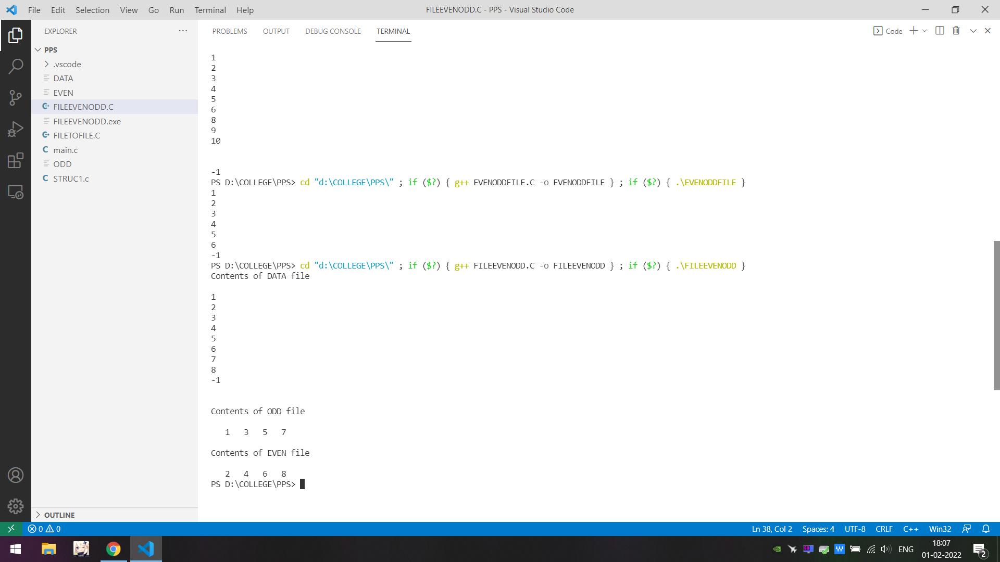 File Edit Selection View Go Run Terminal Help FILEEVENODD.C - PPS - Visual Studio Code
EXPLORER
PPS
.vscode
DATA
EVEN
FILEEVENODD.C
FILEEVENODD.exe
FILETOFILE.C
main.c
ODD
STRUC1.c
OUTLINE
PROBLEMS OUTPUT DEBUG CONSOLE TERMINAL Code
1
2
3
4
5
6
8
9
10
-1
PS D:\COLLEGE\PPS> cd "d:\COLLEGE\PPS\" ; if ($?) { g++ EVENODDFILE.C -o EVENODDFILE } ; if ($?) { .\EVENODDFILE }
1
2
3
4
5
6
-1
PS D:\COLLEGE\PPS> cd "d:\COLLEGE\PPS\" ; if ($?) { g++ FILEEVENODD.C -o FILEEVENODD } ; if ($?) { .\FILEEVENODD }
Contents of DATA file
1
2
3
4
5
6
7
8
-1
Contents of ODD file
1 3 5 7
Contents of EVEN file
2 4 6 8
PS D:\COLLEGE\PPS>
0 0 Ln 38, Col 2 Spaces: 4 UTF-8 CRLF C++ Win32
ENG
18:07
01-02-2022
2